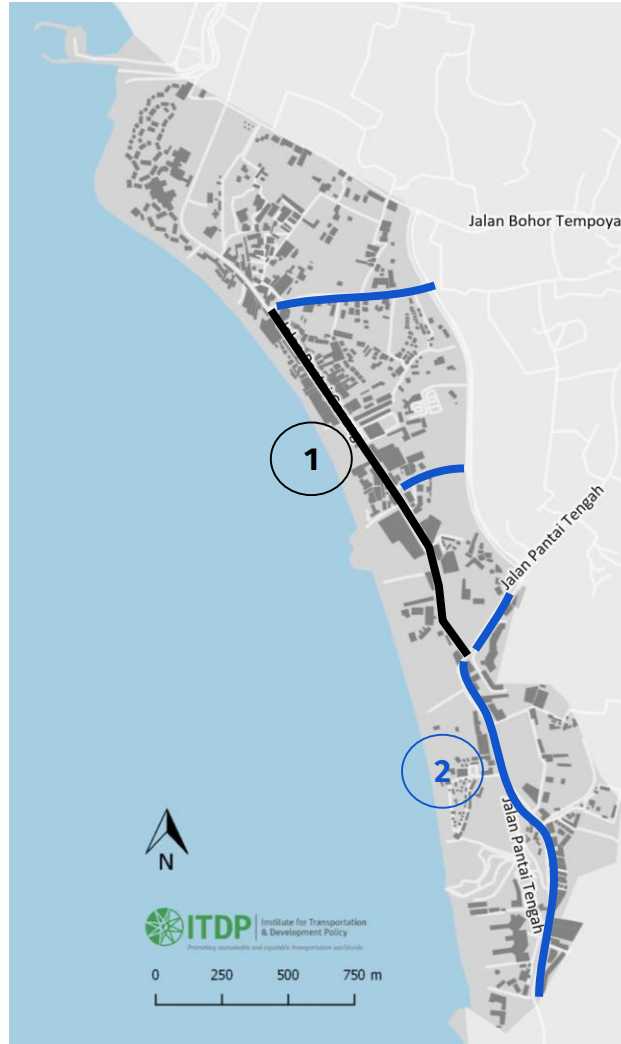 Jalan Bohor Tempoya
1
Jalan Pantai Tengah
2
Jalan Pantai Tengah
N
ITDP
Institute for Transportation
& Development Policy
Promoting sustainable and equitable transportation worldwide
0 250 500 750 m